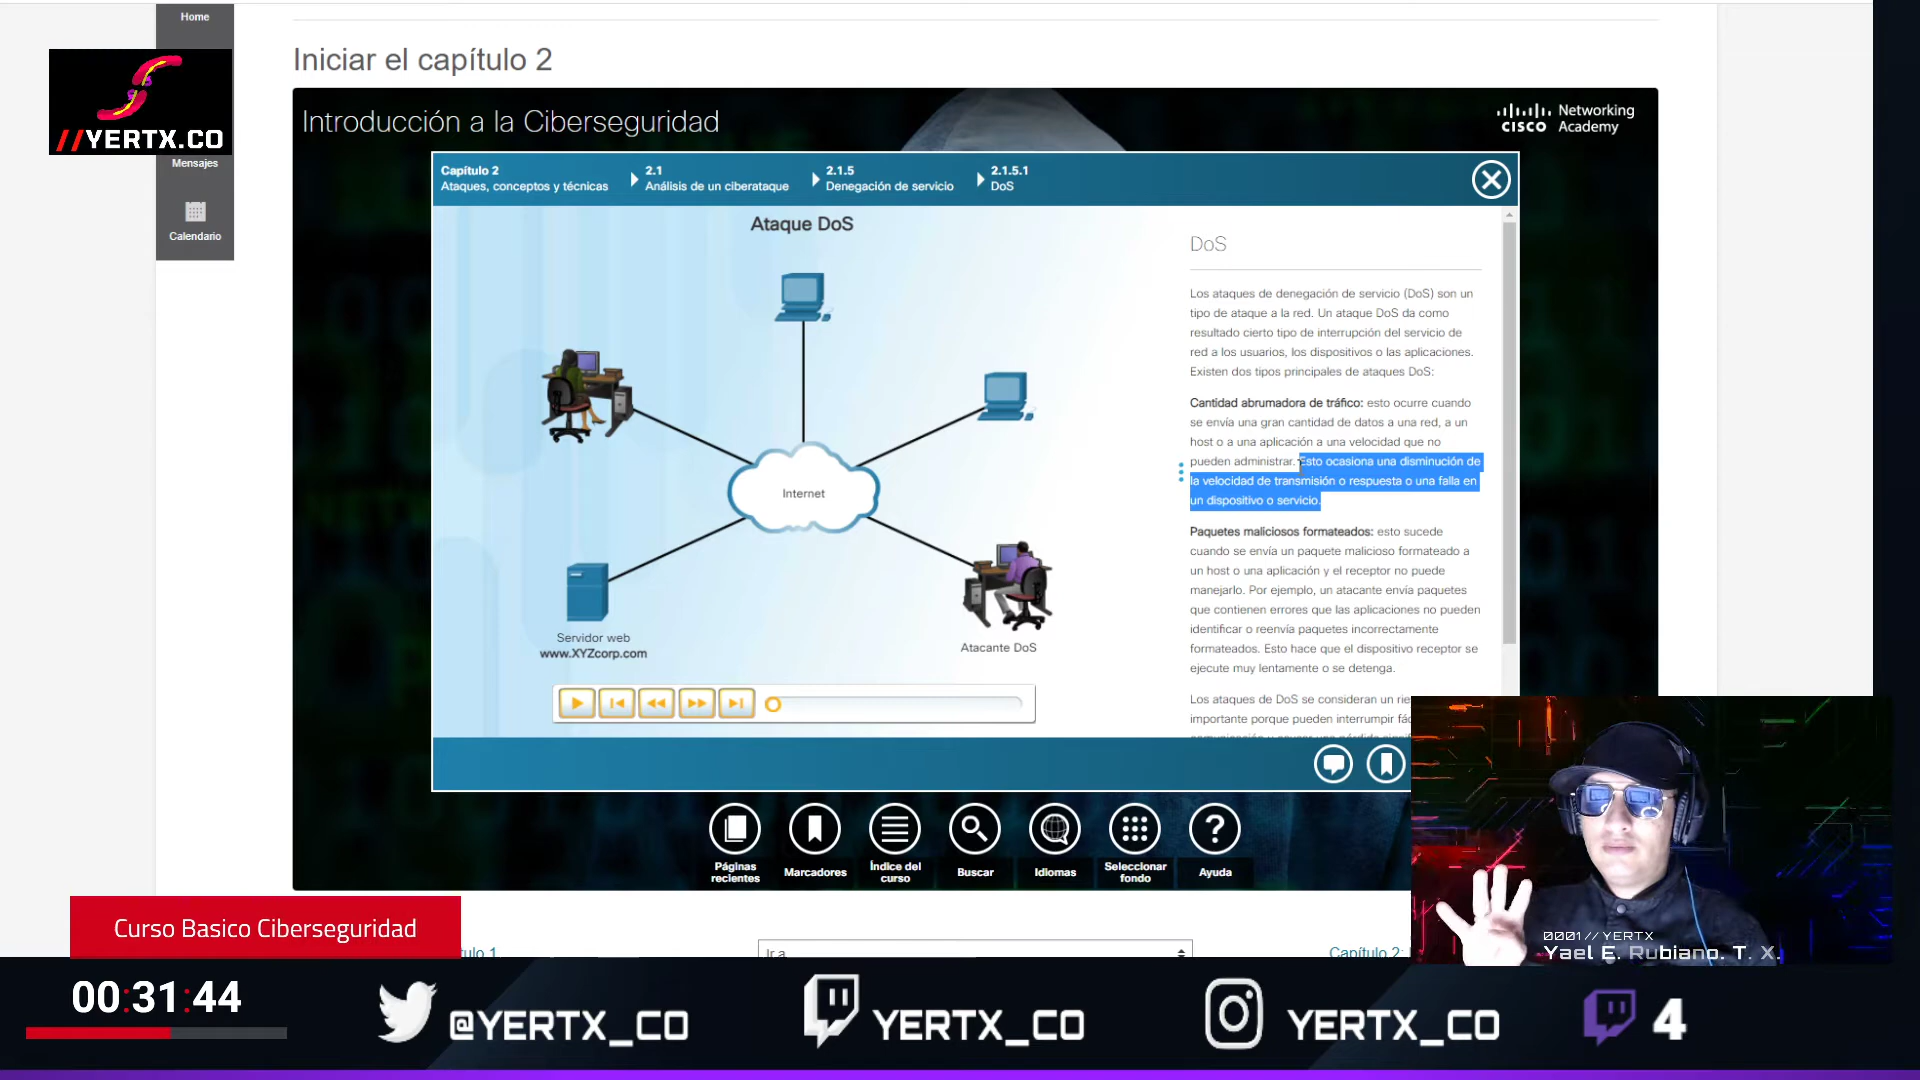 Home
Iniciar el capítulo 2
//YERTX.CO
Mensajes
Calendario
Introducción a la Ciberseguridad
CISCO Networking Academy
Capítulo 2
Ataques, conceptos y técnicas
2.1
Análisis de un ciberataque
2.1.5
Denegación de servicio
2.1.5.1
DoS
Ataque DoS
Internet
Servidor web
www.XYZcorp.com
Atacante DoS
DoS
Los ataques de denegación de servicio (DoS) son un
tipo de ataque a la red. Un ataque DoS da como
resultado cierto tipo de interrupción del servicio de
red a los usuarios, los dispositivos o las aplicaciones.
Existen dos tipos principales de ataques DoS:
Cantidad abrumadora de tráfico: esto ocurre cuando
se envía una gran cantidad de datos a una red, a un
host o a una aplicación a una velocidad que no
pueden administrar. Esto ocasiona una disminución de
la velocidad de transmisión o respuesta o una falla en
un dispositivo o servicio.
Paquetes maliciosos formateados: esto sucede
cuando se envía un paquete malicioso formateado a
un host o una aplicación y el receptor no puede
manejarlo. Por ejemplo, un atacante envía paquetes
que contienen errores que las aplicaciones no pueden
identificar o reenvía paquetes incorrectamente
formateados. Esto hace que el dispositivo receptor se
ejecute muy lentamente o se detenga.
Los ataques de DoS se consideran un
importante porque pueden interrumpir
Páginas recientes
Marcadores
Índice del curso
Buscar
Idiomas
Seleccionar fondo
Ayuda
Curso Basico Ciberseguridad
Ir a
Capítulo 2:
0001 // YERTX
Yael E. Rubiano. T. X.
00:31:44
@YERTX_CO
YERTX_CO
YERTX_CO
4